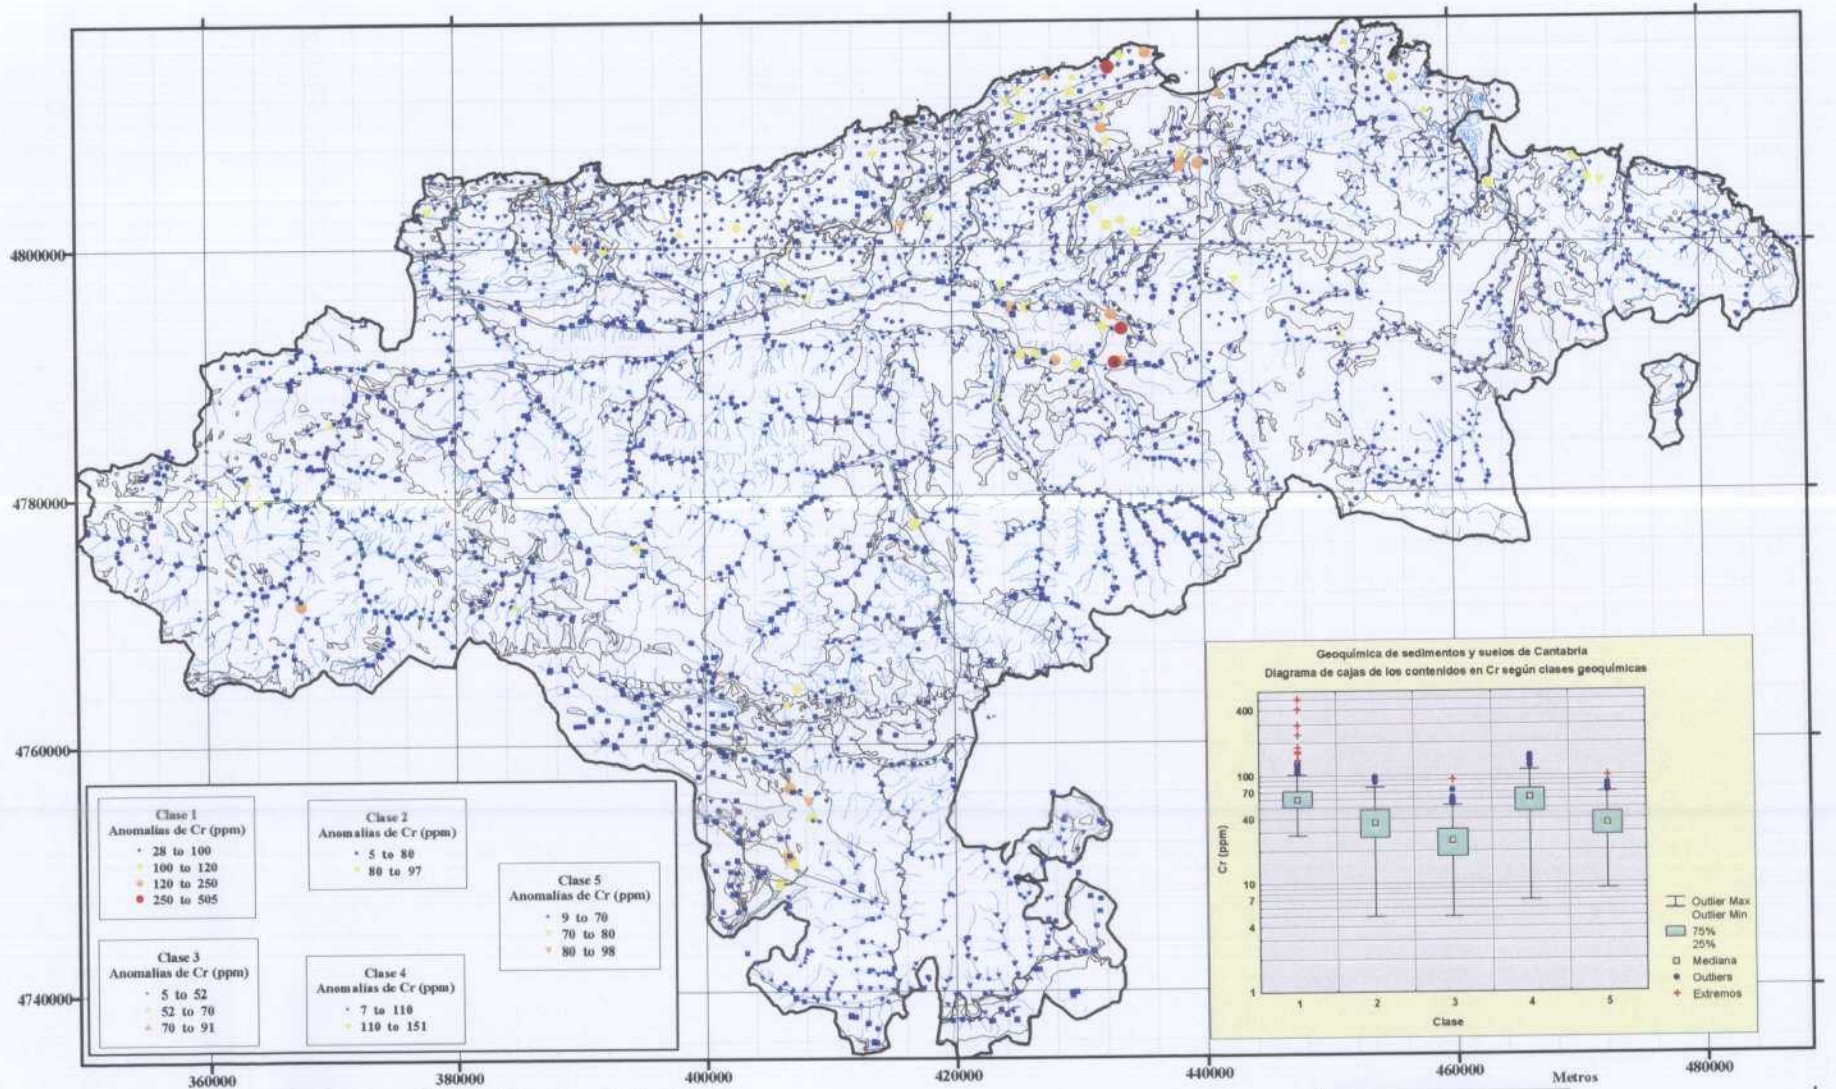 4800000
4780000
4760000
4740000
360000
380000
400000
420000
440000
460000
Metros
480000
Clase 1
Anomalías de Cr (ppm)
28 to 100
100 to 120
120 to 250
250 to 505
Clase 2
Anomalías de Cr (ppm)
5 to 80
80 to 97
Clase 3
Anomalías de Cr (ppm)
5 to 52
52 to 70
70 to 91
Clase 4
Anomalías de Cr (ppm)
7 to 110
110 to 151
Clase 5
Anomalías de Cr (ppm)
9 to 70
70 to 80
80 to 98
Geoquímica de sedimentos y suelos de Cantabria
Diagrama de cajas de los contenidos en Cr según clases geoquímicas
Cr (ppm)
400
100
70
40
10
7
4
1
1 2 3 4 5
Clase
Outlier Max
Outlier Min
75%
25%
Mediana
Outliers
Extremos